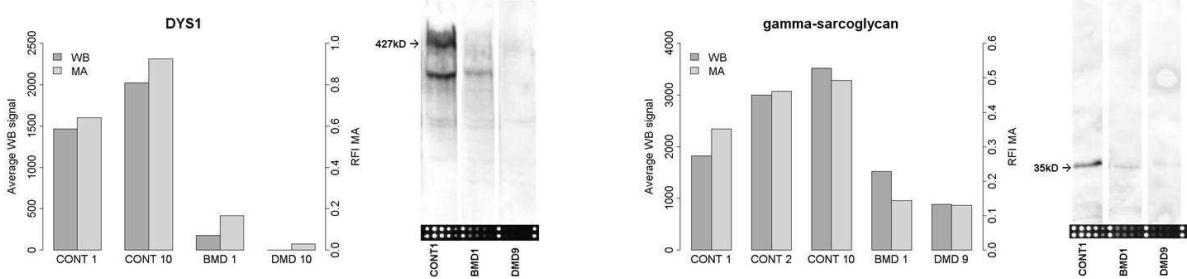 DYS1
Average WB signal
2500
2000
1500
1000
500
0
WB
MA
1.0
0.8
0.6
0.4
0.2
0.0
RFI MA
CONT 1 CONT 10 BMD 1 DMD 10
427kD →
CONT1 BMD1 DMD9
gamma-sarcoglycan
Average WB signal
4000
3000
2000
1000
0
WB
MA
0.6
0.5
0.4
0.3
0.2
0.1
0.0
RFI MA
CONT 1 CONT 2 CONT 10 BMD 1 DMD 9
35kD →
CONT1 BMD1 DMD9